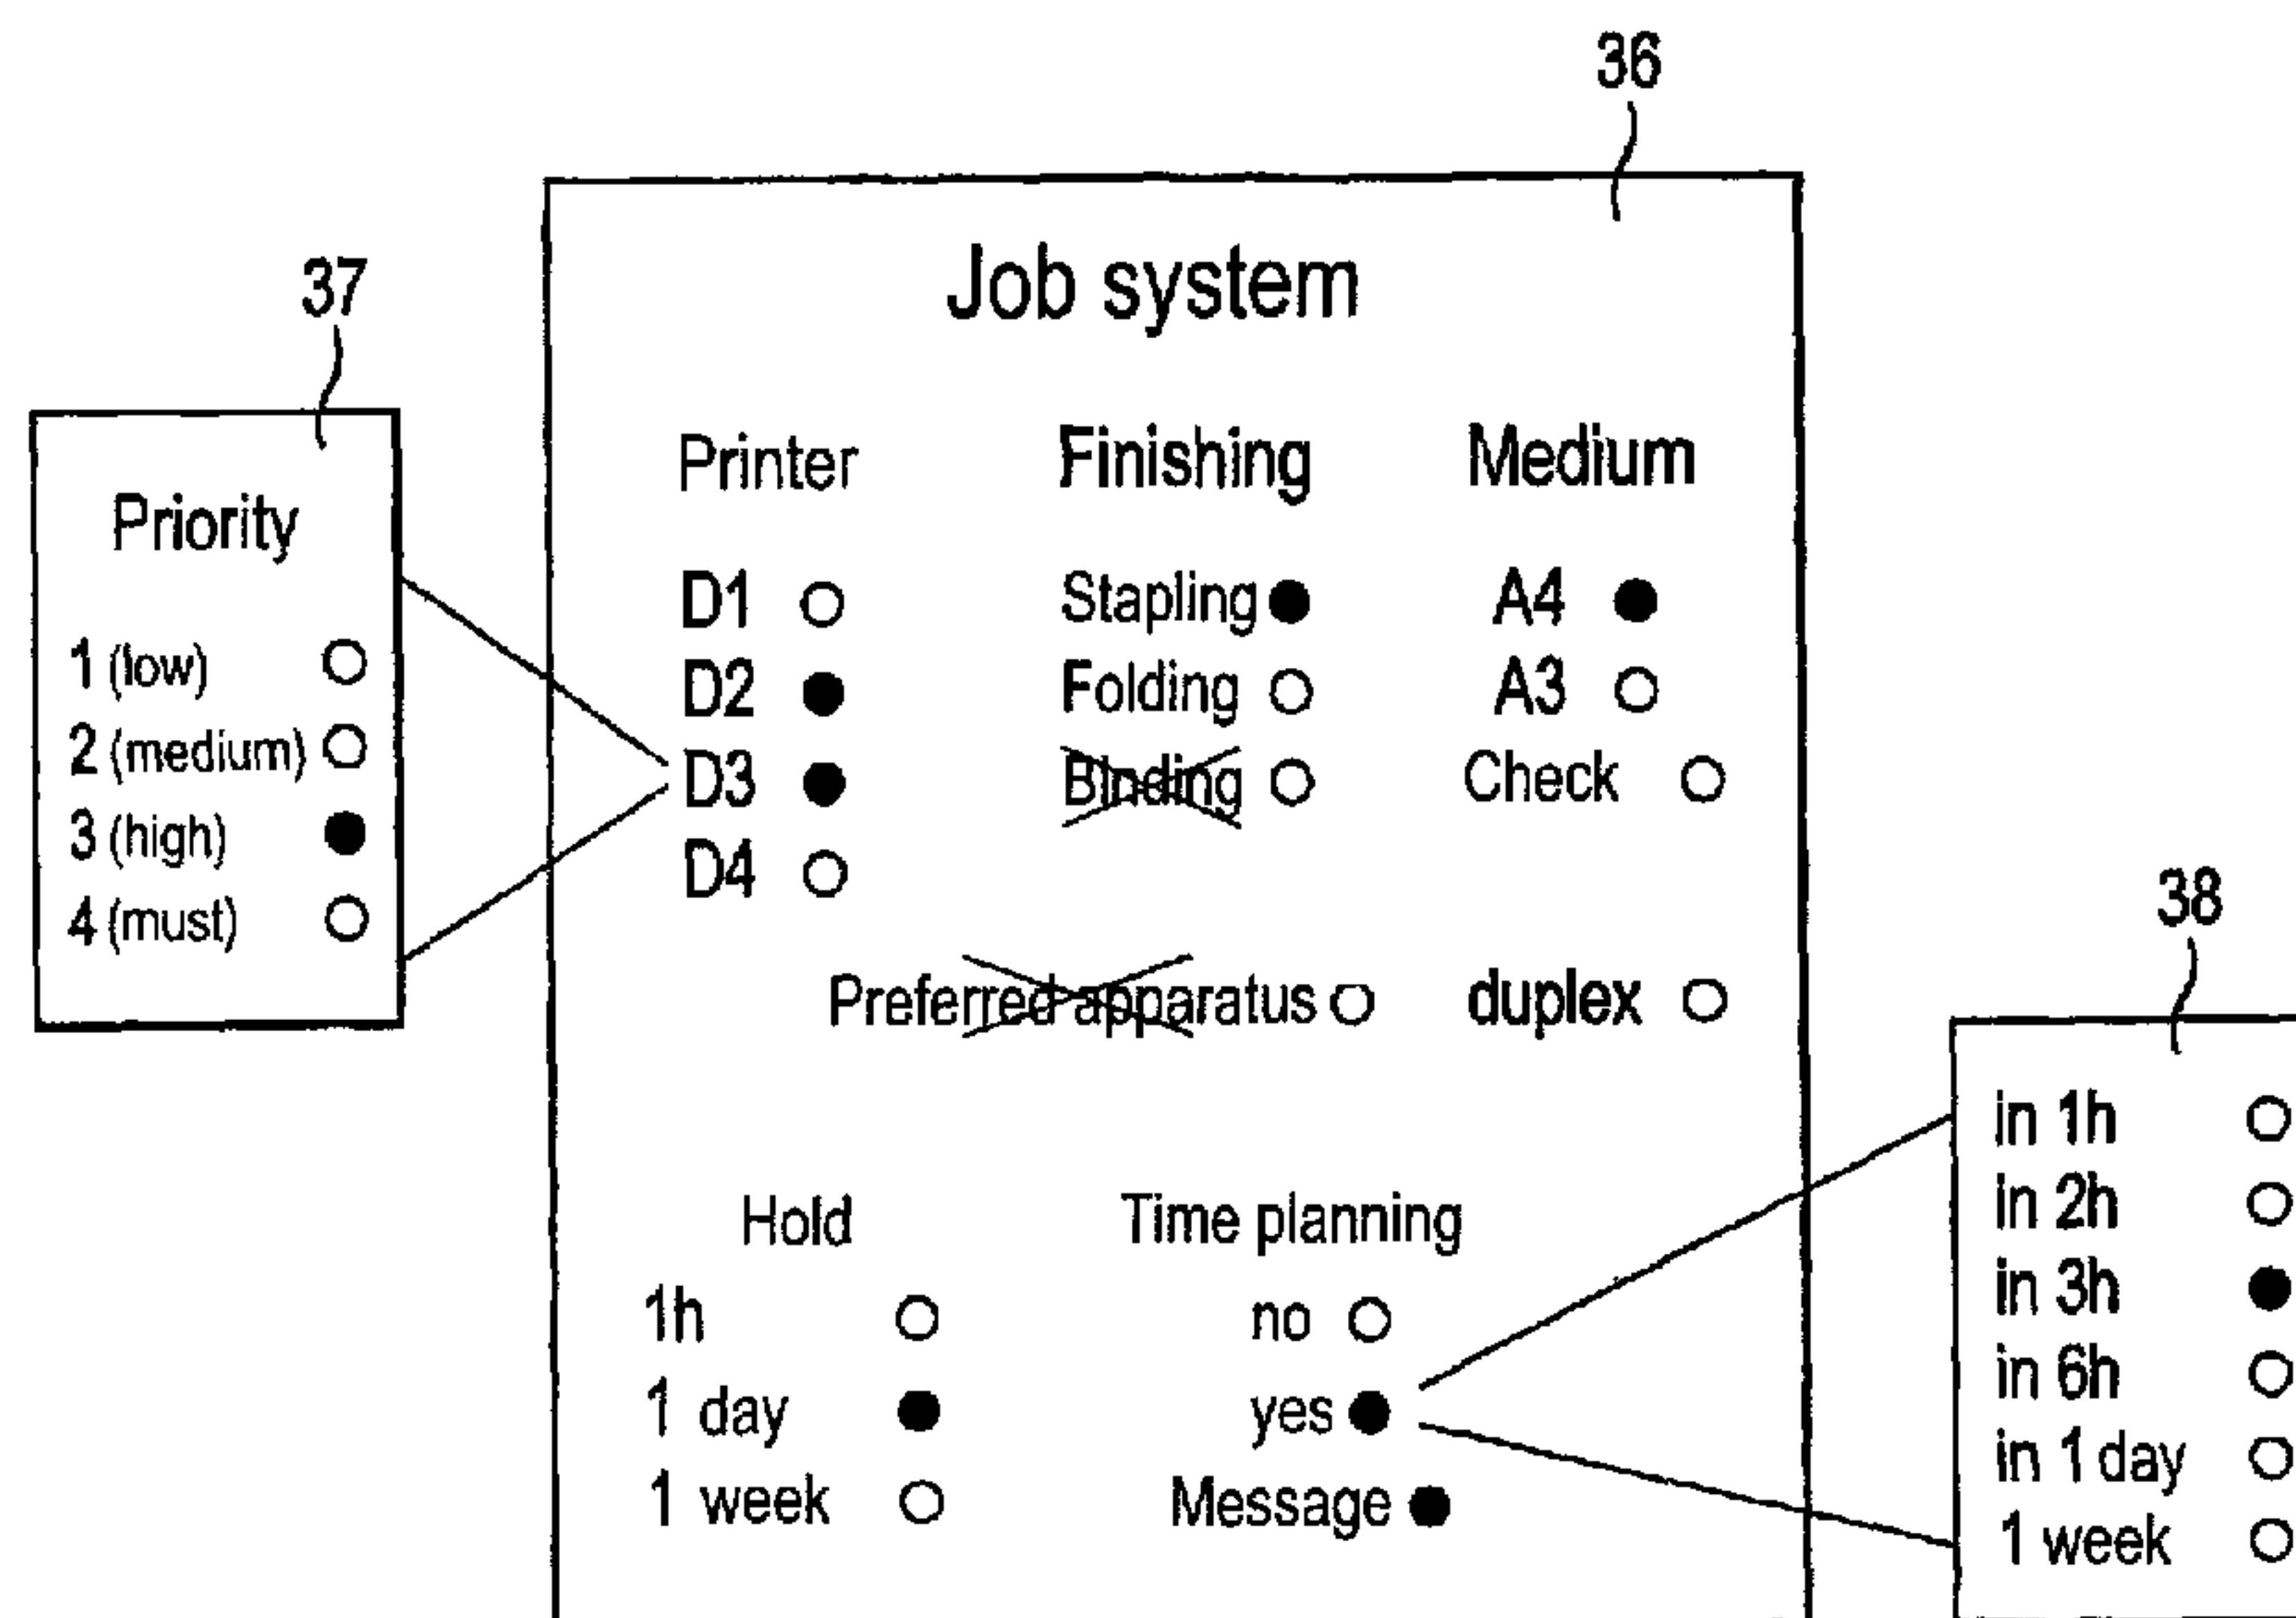 36
Job system
37
Priority
1 (low)
2 (medium)
3 (high)
4 (must)
Printer
D1
D2
D3
D4
Finishing
Stapling
Folding
Binding
Medium
A4
A3
Check
Preferred apparatus
duplex
Hold
1h
1 day
1 week
Time planning
no
yes
Message
38
in 1h
in 2h
in 3h
in 6h
in 1 day
1 week